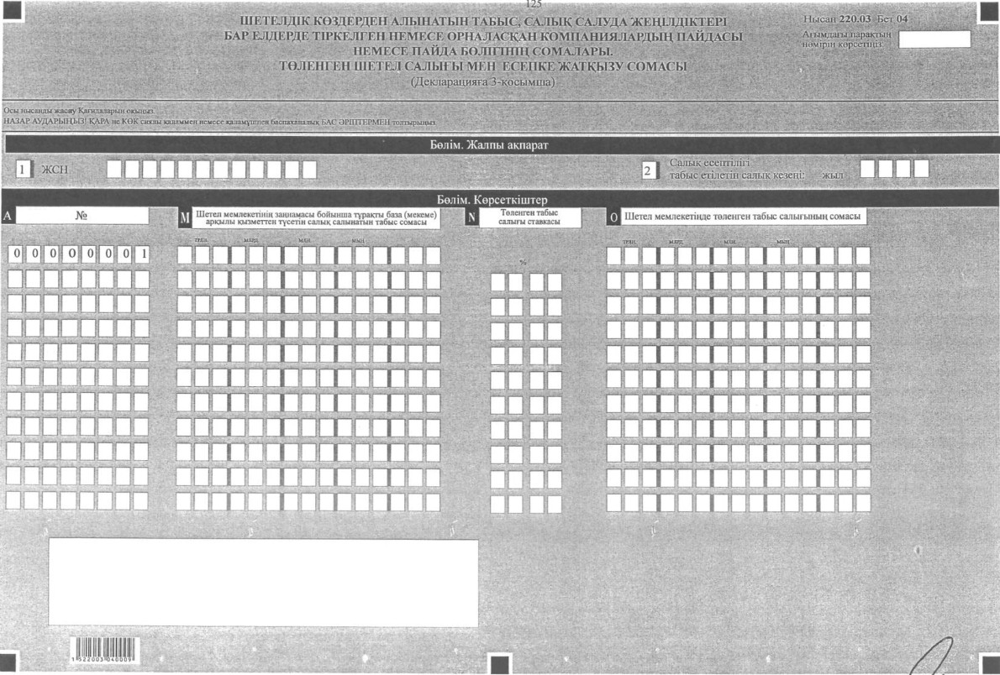 125
ШЕТЕЛДІК КӨЗДЕРДЕН АЛЫНАТЫН ТАБЫС, САЛЫҚ САЛУДА ЖЕҢІЛДІКТЕРІ
БАР ЕЛДЕРДЕ ТІРКЕЛГЕН НЕМЕСЕ ОРНАЛАСҚАН КОМПАНИЯЛАРДЫҢ ПАЙДАСЫ
НЕМЕСЕ ПАЙДА БӨЛІГІНІҢ СОМАЛАРЫ.
ТӨЛЕНГЕН ШЕТЕЛ САЛЫҒЫ МЕН ЕСЕПКЕ ЖАТҚЫЗУ СОМАСЫ
(Декларацияға 3-қосымша)
Нысан 220.03 Бет 04
Ағымдағы парақтың
нөмірін көрсетіңіз:
Осы нысанды жасау Қағидаларын оқыңыз.
НАЗАР АУДАРЫҢЫЗ! ҚАРА не КӨК сиялы қаламмен немесе қаламұшпен баспаханалық БАС ӘРІПТЕРМЕН толтырыңыз.
Бөлім. Жалпы ақпарат
1 ЖСН
2 Салық есептілігі
табыс етілетін салық кезеңі: жыл
Бөлім. Көрсеткіштер
A №
M Шетел мемлекетінің заңнамасы бойынша тұрақты база (мекеме)
арқылы қызметтен түсетін салық салынатын табыс сомасы
N Төленген табыс
салығы ставкасы
O Шетел мемлекетінде төленген табыс салығының сомасы
трлн. млрд. млн. мың
%
трлн. млрд. млн. мың
0 0 0 0 0 0 0 1
1 522003 040009